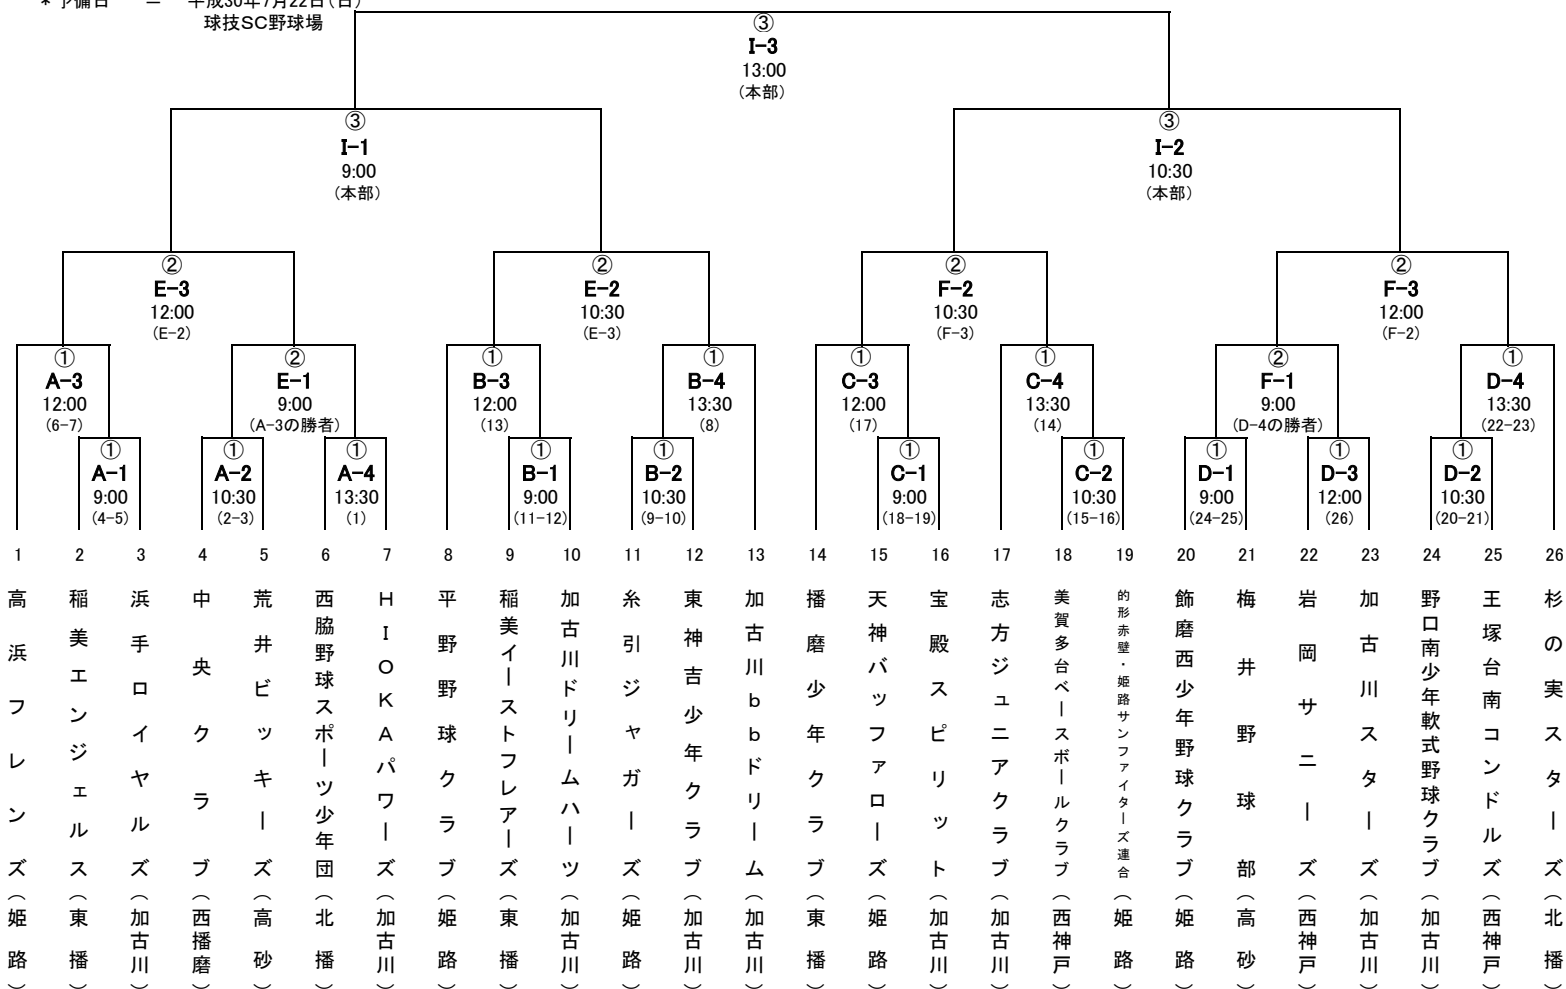 球技SC野球場
③
I-3
13:00
(本部)
③ ③
I-1 I-2
9:00 10:30
(本部) (本部)
② ② ② ②
E-3 E-2 F-2 F-3
12:00 10:30 10:30 12:00
(E-2) (E-3) (F-3) (F-2)
① ② ① ① ① ① ② ①
A-3 E-1 B-3 B-4 C-3 C-4 F-1 D-4
12:00 9:00 12:00 13:30 12:00 13:30 9:00 13:30
(6-7) (A-3の勝者) (13) (8) (17) (14) (D-4の勝者) (22-23)
① ① ① ① ① ① ① ① ① ①
A-1 A-2 A-4 B-1 B-2 C-1 C-2 D-1 D-3 D-2
9:00 10:30 13:30 9:00 10:30 9:00 10:30 9:00 12:00 10:30
(4-5) (2-3) (1) (11-12) (9-10) (18-19) (15-16) (24-25) (26) (20-21)
1 2 3 4 5 6 7 8 9 10 11 12 13 14 15 16 17 18 19 20 21 22 23 24 25 26
高浜フレンズ(姫路)
稲美エンジェルス(東播)
浜手ロイヤルズ(加古川)
中央クラブ(西播磨)
荒井ビッキーズ(高砂)
西脇野球スポーツ少年団(北播)
HIOKAパワーズ(加古川)
平野野球クラブ(姫路)
稲美イーストフレアーズ(東播)
加古川ドリームハーツ(加古川)
糸引ジャガーズ(姫路)
東神吉少年クラブ(加古川)
加古川bbドリーム(加古川)
播磨少年クラブ(東播)
天神バッファローズ(姫路)
宝殿スピリット(加古川)
志方ジュニアクラブ(加古川)
美賀多台ベースボールクラブ(西神戸)
的形赤壁・姫路サンファイターズ連合(姫路)
飾磨西少年野球クラブ(姫路)
梅井野球部(高砂)
岩岡サニーズ(西神戸)
加古川スターズ(加古川)
野口南少年軟式野球クラブ(加古川)
王塚台南コンドルズ(西神戸)
杉の実スターズ(北播)